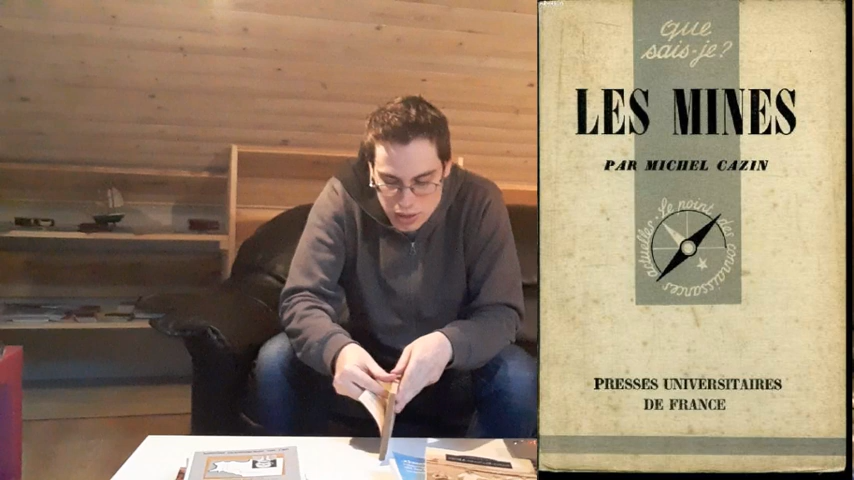 que
sais-je?
LES MINES
PAR MICHEL CAZIN
Le point des connaissances actuelles
PRESSES UNIVERSITAIRES
DE FRANCE